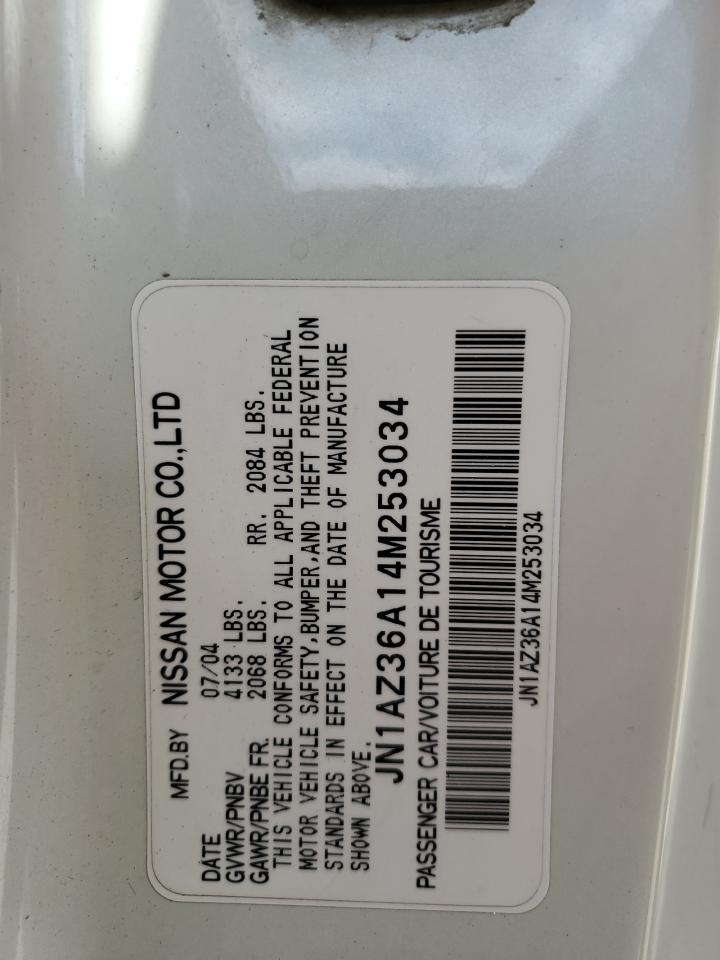 MFD.BY NISSAN MOTOR CO.,LTD
DATE 07/04
GVWR/PNBV 4133 LBS.
GAWR/PNBE FR. 2068 LBS. RR. 2084 LBS.
THIS VEHICLE CONFORMS TO ALL APPLICABLE FEDERAL
MOTOR VEHICLE SAFETY,BUMPER,AND THEFT PREVENTION
STANDARDS IN EFFECT ON THE DATE OF MANUFACTURE
SHOWN ABOVE.
JN1AZ36A14M253034
PASSENGER CAR/VOITURE DE TOURISME
JN1AZ36A14M253034